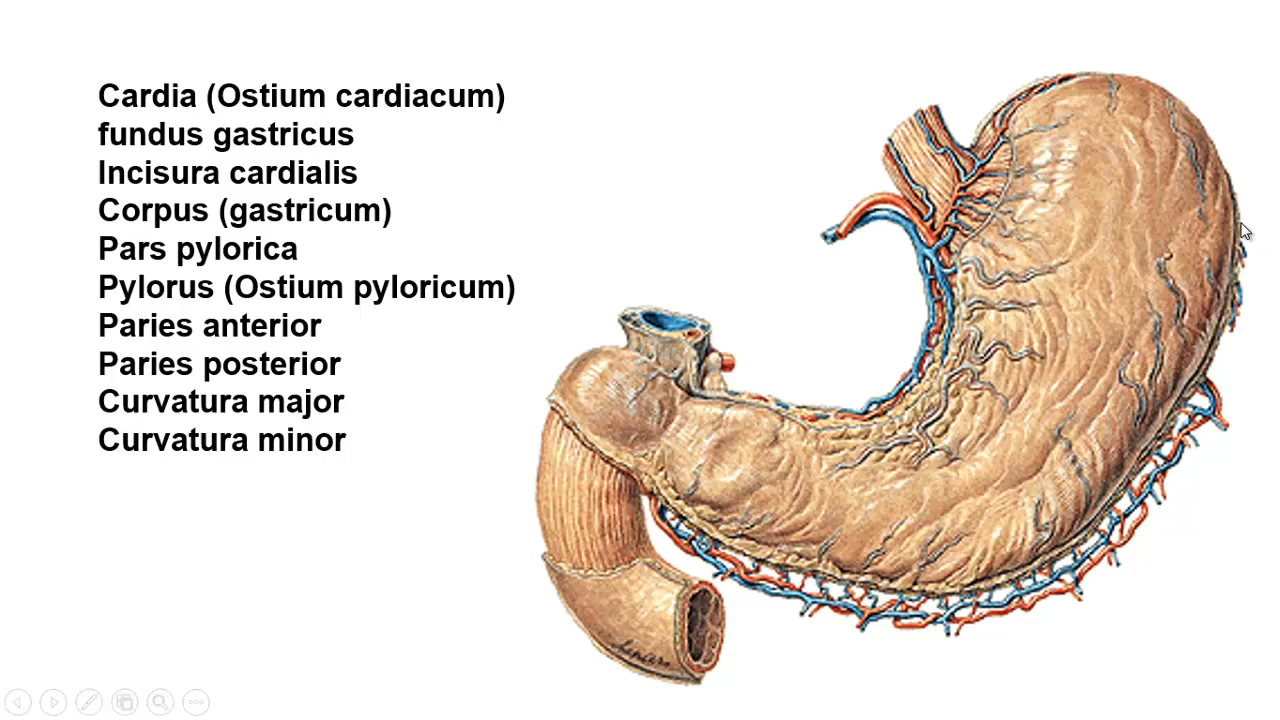 Cardia (Ostium cardiacum)
fundus gastricus
Incisura cardialis
Corpus (gastricum)
Pars pylorica
Pylorus (Ostium pyloricum)
Paries anterior
Paries posterior
Curvatura major
Curvatura minor